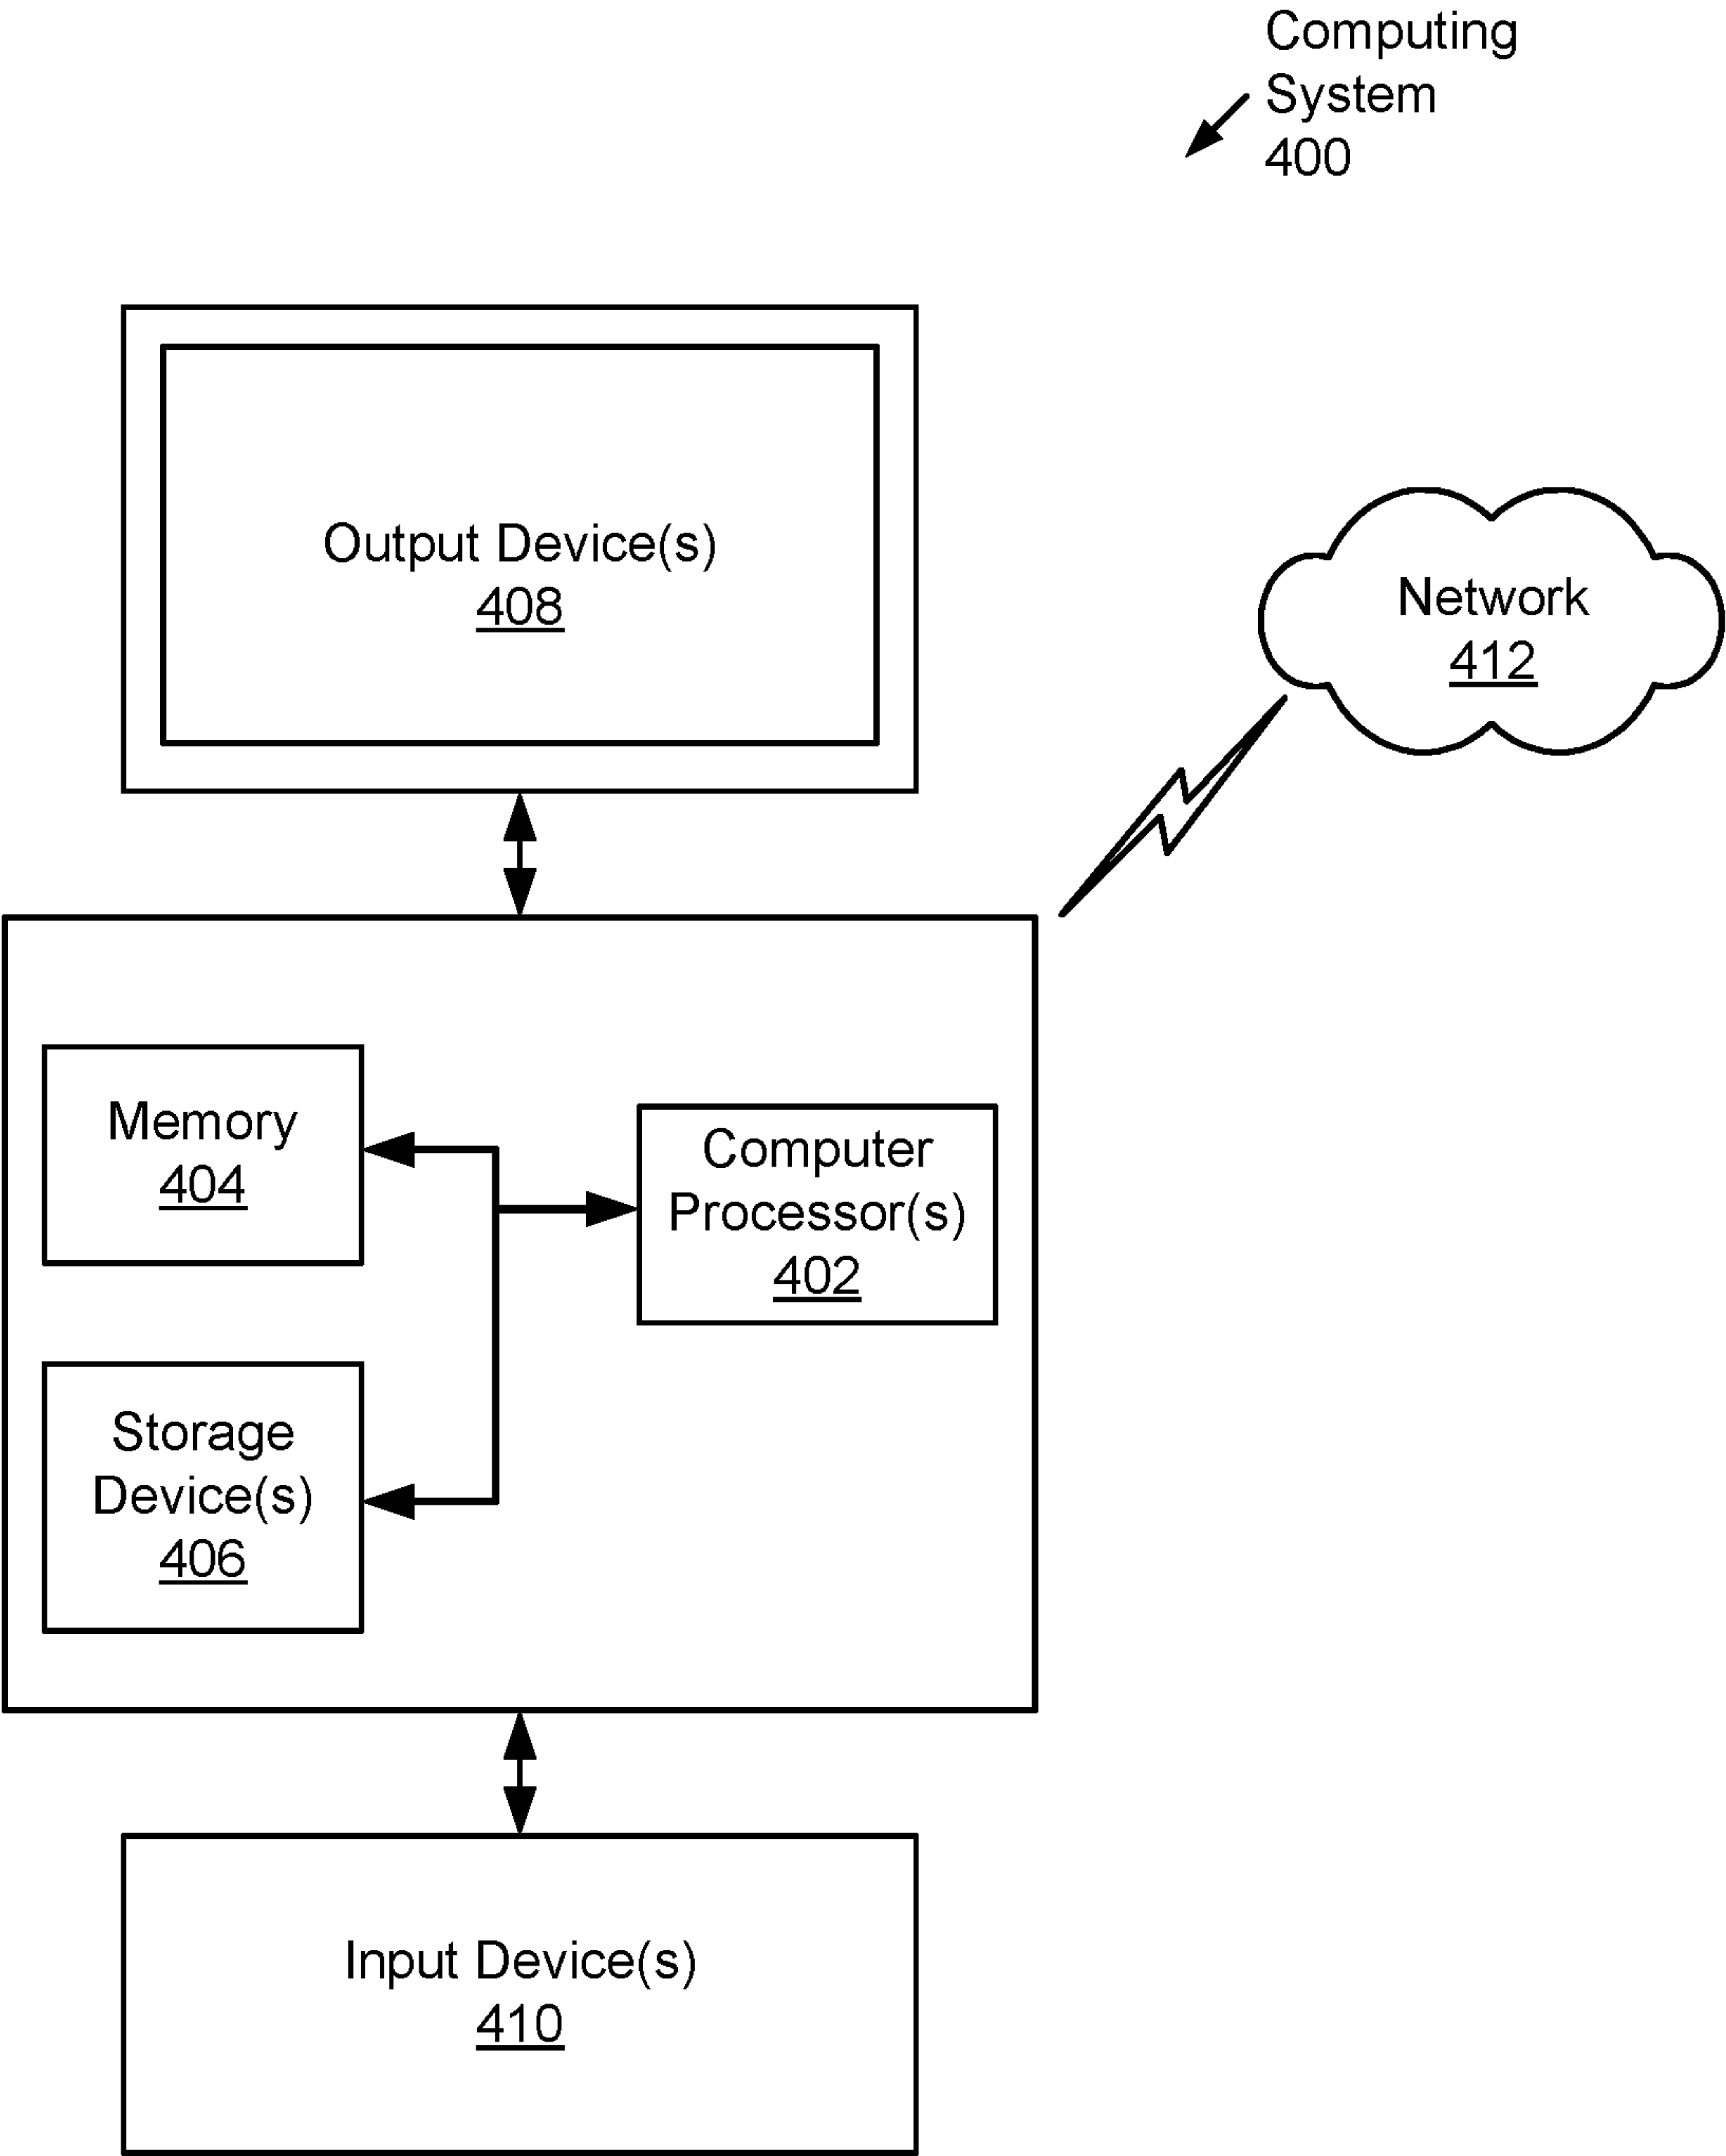 Computing
System
400
Output Device(s)
408
Network
412
Memory
404
Computer
Processor(s)
402
Storage
Device(s)
406
Input Device(s)
410